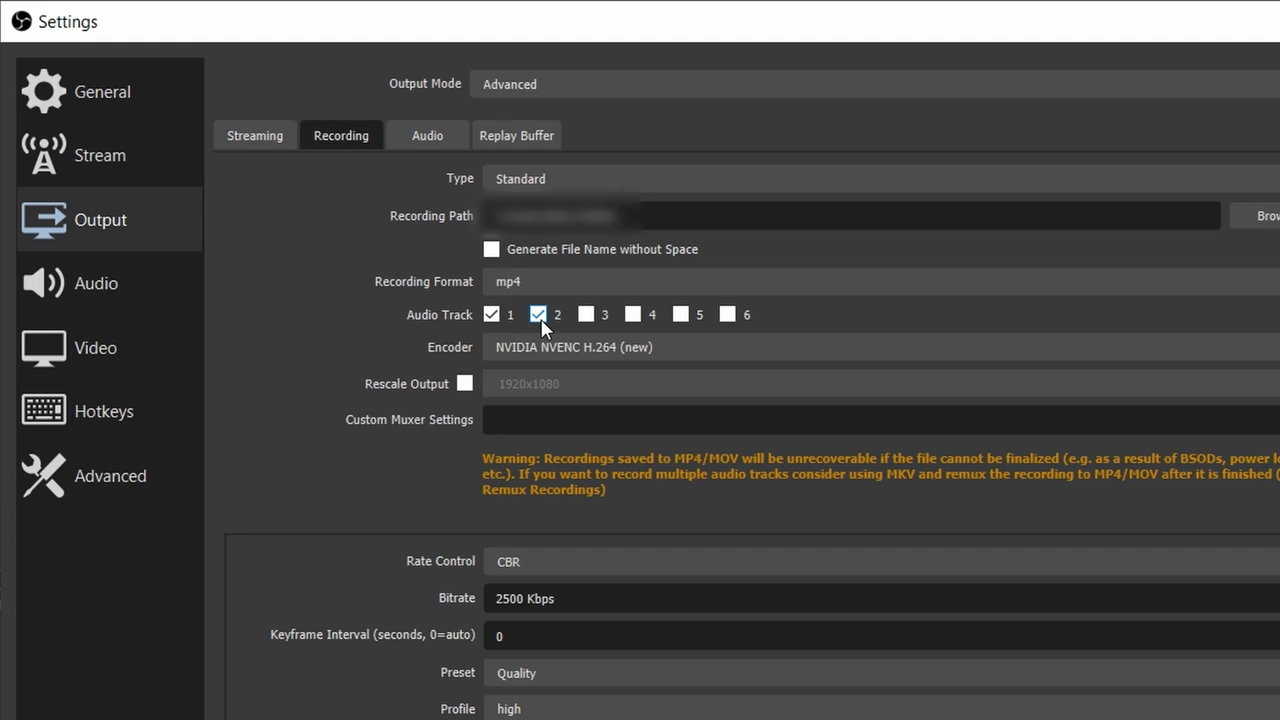 Settings
General
Stream
Output
Audio
Video
Hotkeys
Advanced
Output Mode Advanced
Streaming Recording Audio Replay Buffer
Type Standard
Recording Path
Generate File Name without Space
Recording Format mp4
Audio Track 1 2 3 4 5 6
Encoder NVIDIA NVENC H.264 (new)
Rescale Output 1920x1080
Custom Muxer Settings
Warning: Recordings saved to MP4/MOV will be unrecoverable if the file cannot be finalized (e.g. as a result of BSODs, power
etc.). If you want to record multiple audio tracks consider using MKV and remux the recording to MP4/MOV after it is finished (
Remux Recordings)
Rate Control CBR
Bitrate 2500 Kbps
Keyframe Interval (seconds, 0=auto) 0
Preset Quality
Profile high